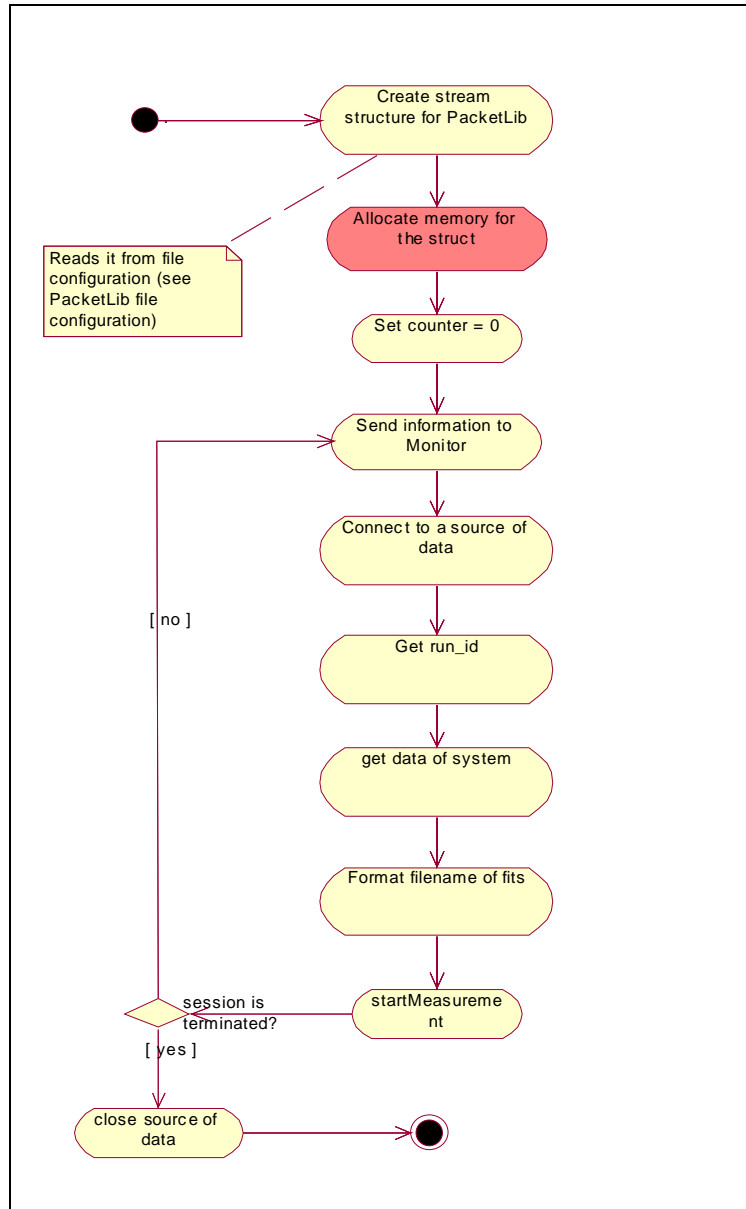 Create stream
structure for PacketLib
Allocate memory for
the struct
Reads it from file
configuration (see
PacketLib file
configuration)
Set counter = 0
Send information to
Monitor
Connect to a source of
data
[ no ]
Get run_id
get data of system
Format filename of fits
session is
terminated?
startMeasureme
nt
[ yes ]
close source of
data